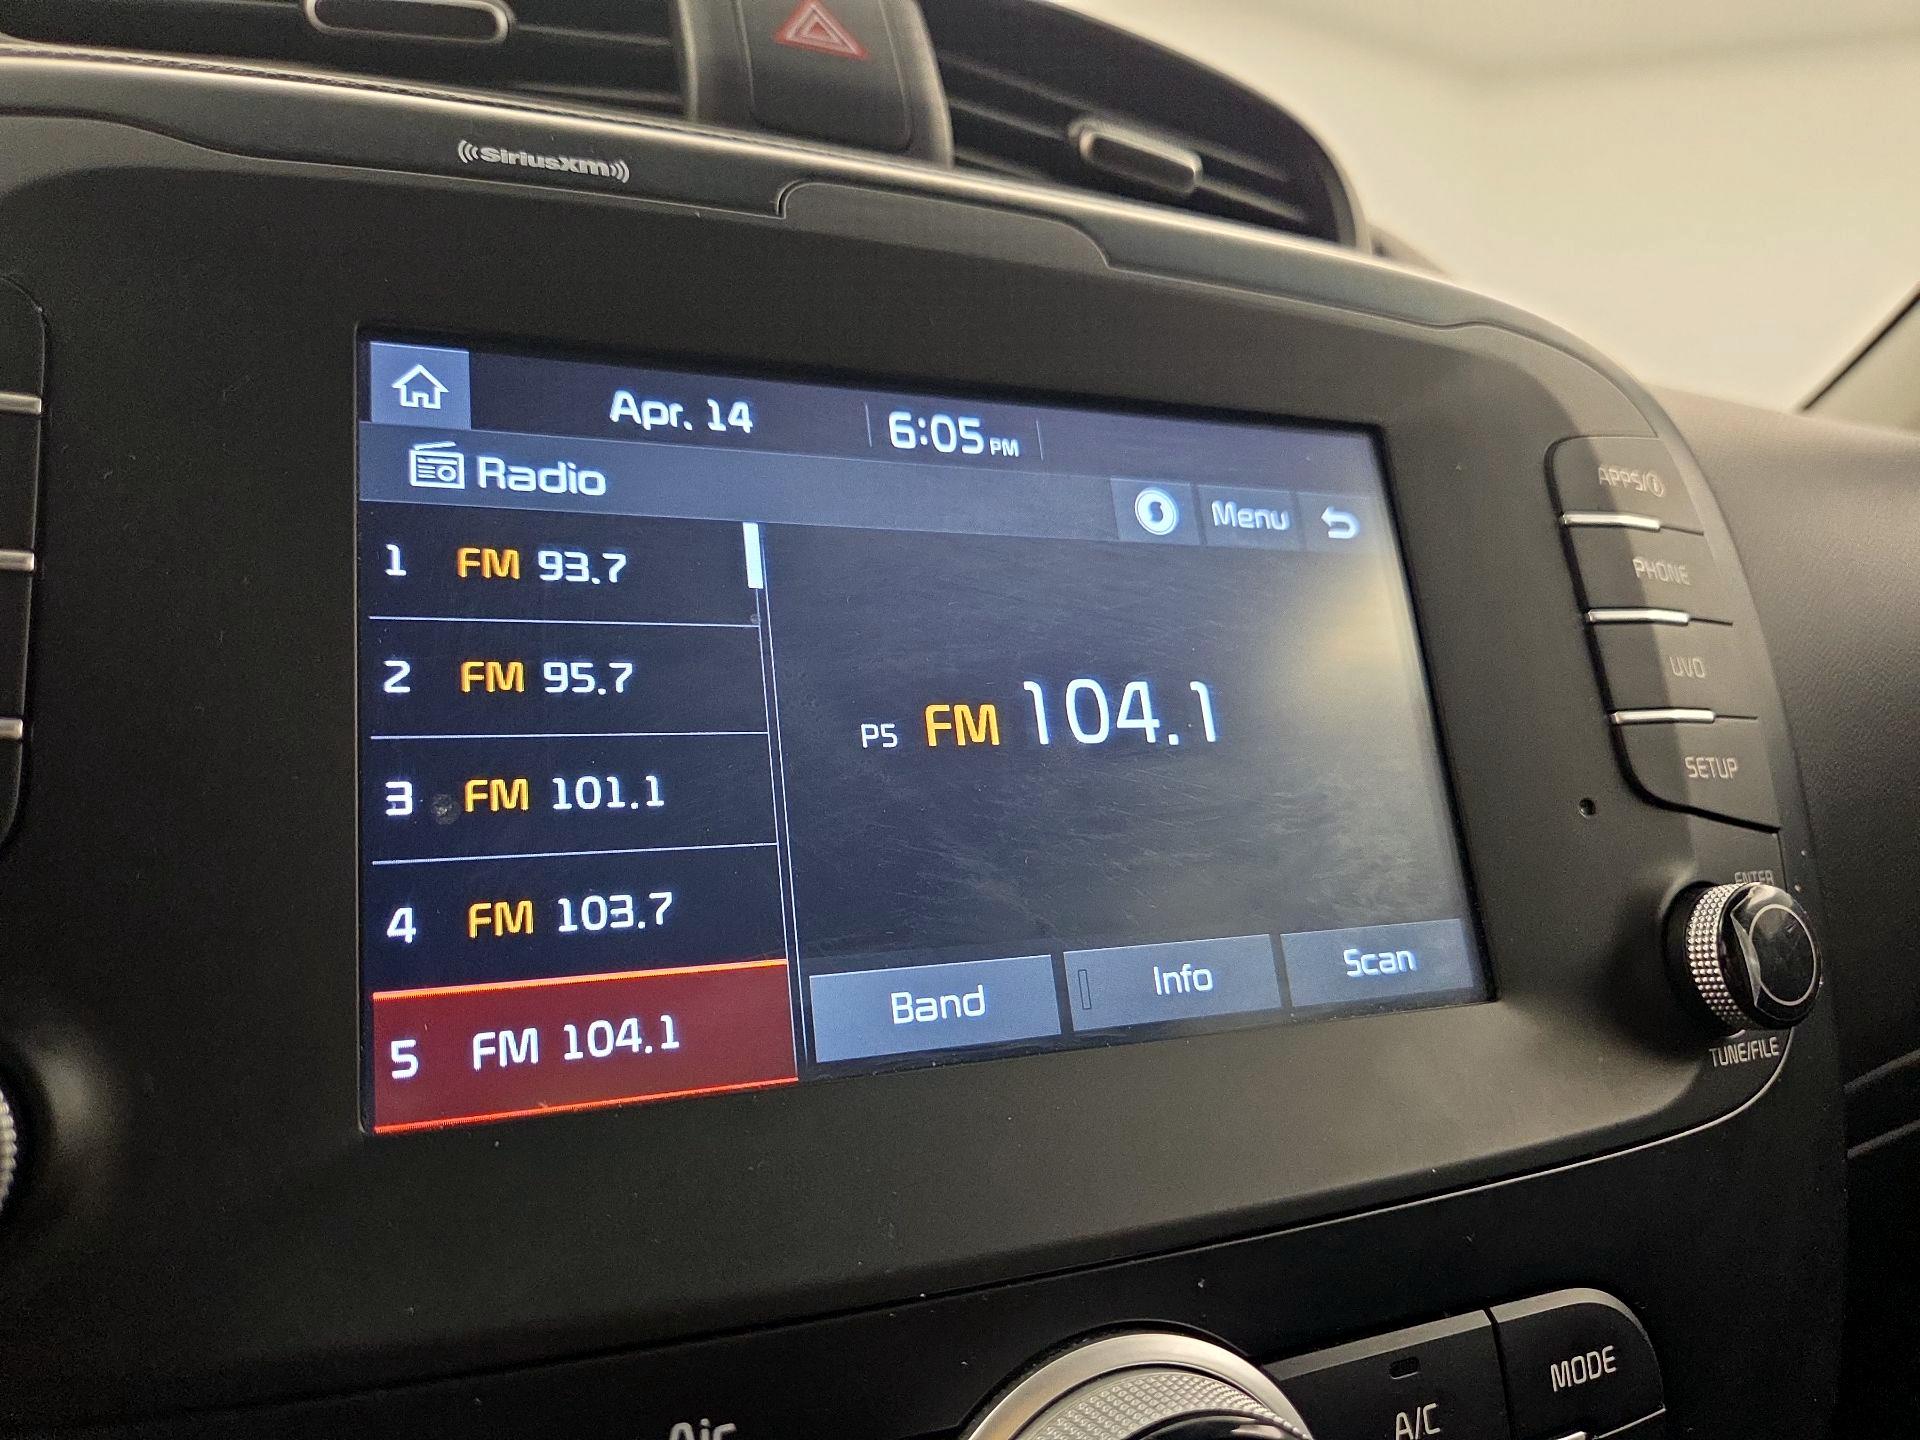 SiriusXM
Apr. 14 6:05 PM
Radio
Menu
1 FM 93.7
2 FM 95.7
3 FM 101.1
4 FM 103.7
5 FM 104.1
P5 FM 104.1
Band Info Scan
APPS/i
PHONE
UVO
SETUP
ENTER
TUNE/FILE
MODE
A/C
Air